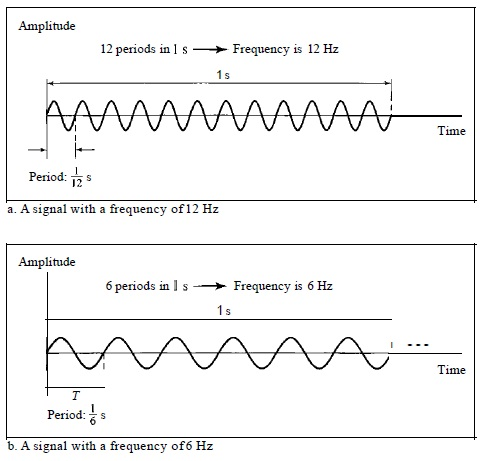 Amplitude
12 periods in 1 s → Frequency is 12 Hz
1 s
Time
Period: 1/12 s
a. A signal with a frequency of 12 Hz
Amplitude
6 periods in 1 s → Frequency is 6 Hz
1 s
Time
T
Period: 1/6 s
b. A signal with a frequency of 6 Hz